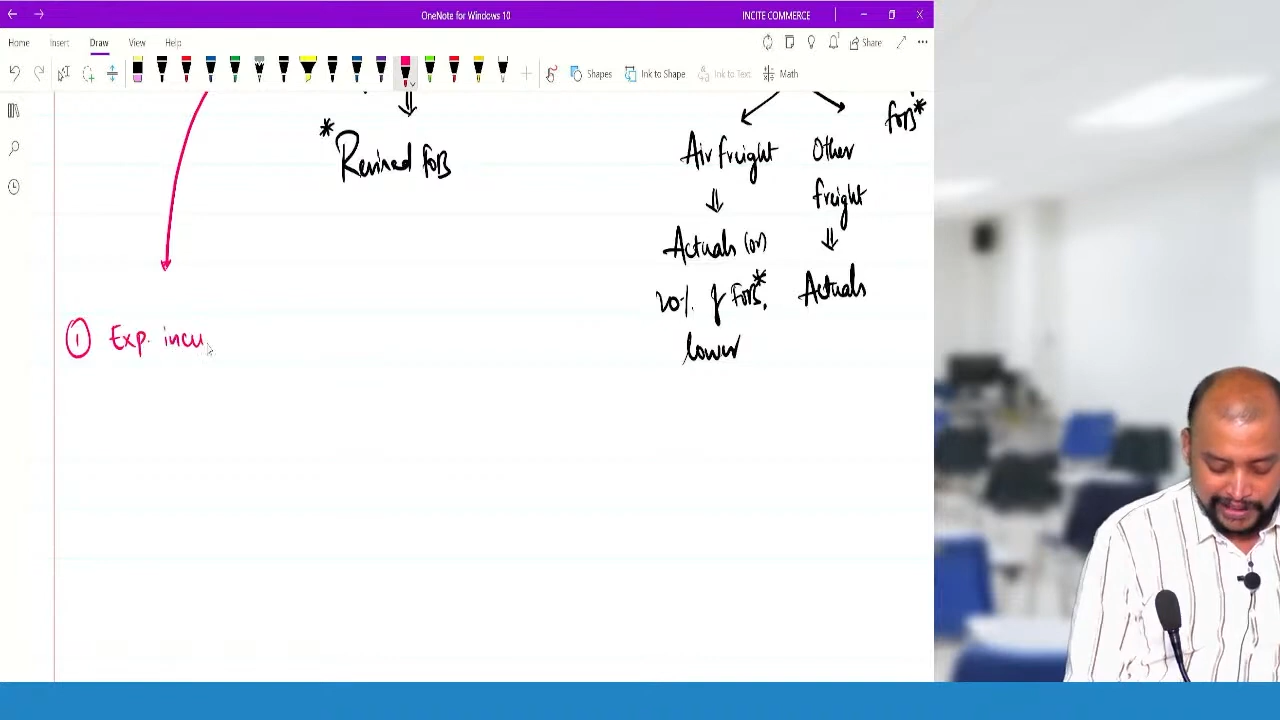 OneNote for Windows 10
INCITE COMMERCE
Home Insert Draw View Help
Share
Shapes
Ink to Shape
Ink to Text
Math
* Revised FOB
Air freight
⇓
Actuals (or)
20% of FOB*,
lower
Other
freight
⇓
Actuals
FOB*
① Exp. incu